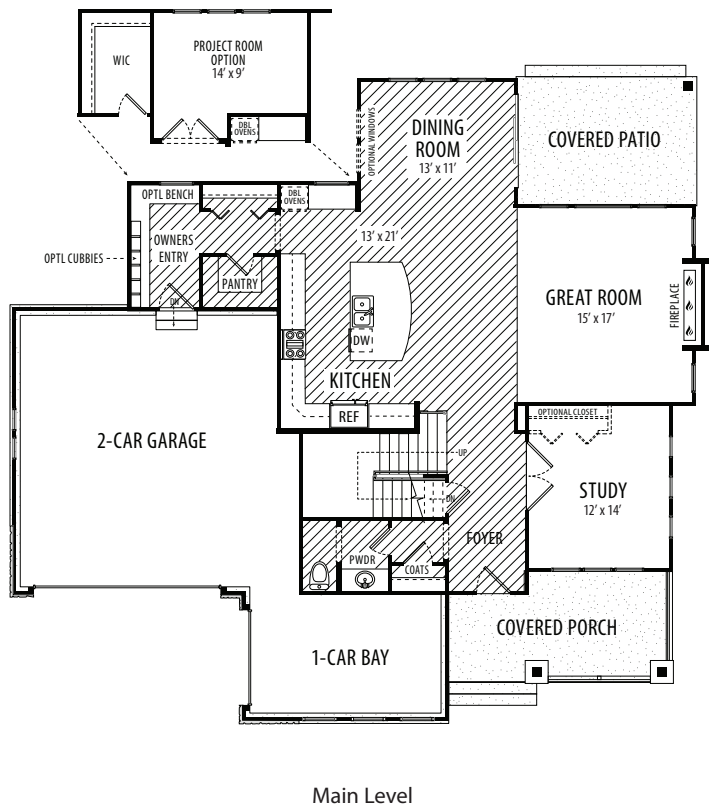 PROJECT ROOM
OPTION
14’ x 9’
WIC
DBL
OVENS
OPTIONAL WINDOWS
DINING
ROOM
13’ x 11’
COVERED PATIO
OPTL BENCH
DBL
OVENS
OWNERS
ENTRY
13’ x 21’
OPTL CUBBIES
PANTRY
DN
GREAT ROOM
15’ x 17’
FIREPLACE
DW
KITCHEN
REF
2-CAR GARAGE
OPTIONAL CLOSET
UP
STUDY
12’ x 14’
DN
FOYER
PWDR
COATS
COVERED PORCH
1-CAR BAY
Main Level